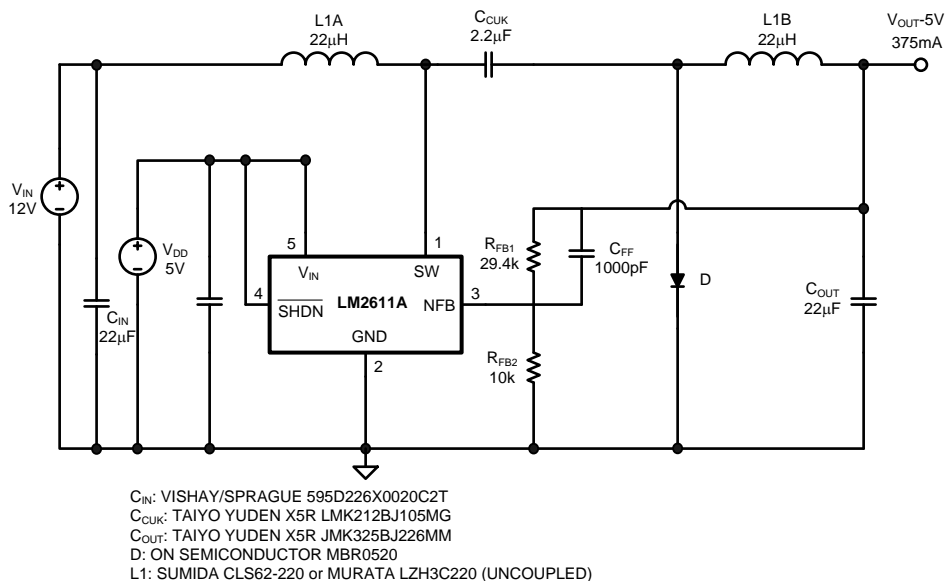 L1A
22μH
CCUK
2.2μF
L1B
22μH
VOUT-5V
375mA
VIN
12V
+
-
VDD
5V
+
-
CIN
22μF
5
VIN
1
SW
4
SHDN
LM2611A
NFB
3
GND
2
RFB1
29.4k
CFF
1000pF
RFB2
10k
D
COUT
22μF
CIN: VISHAY/SPRAGUE 595D226X0020C2T
CCUK: TAIYO YUDEN X5R LMK212BJ105MG
COUT: TAIYO YUDEN X5R JMK325BJ226MM
D: ON SEMICONDUCTOR MBR0520
L1: SUMIDA CLS62-220 or MURATA LZH3C220 (UNCOUPLED)